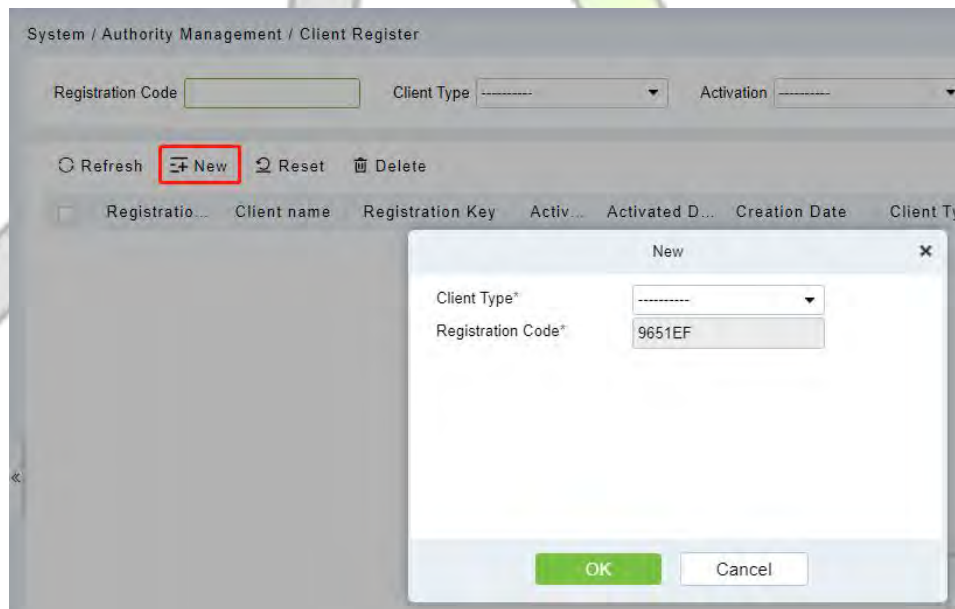 System / Authority Management / Client Register
Registration Code Client Type ---------- Activation ----------
Refresh New Reset Delete
Registratio... Client name Registration Key Activ... Activated D... Creation Date Client Ty
New
Client Type* ----------
Registration Code* 9651EF
OK Cancel